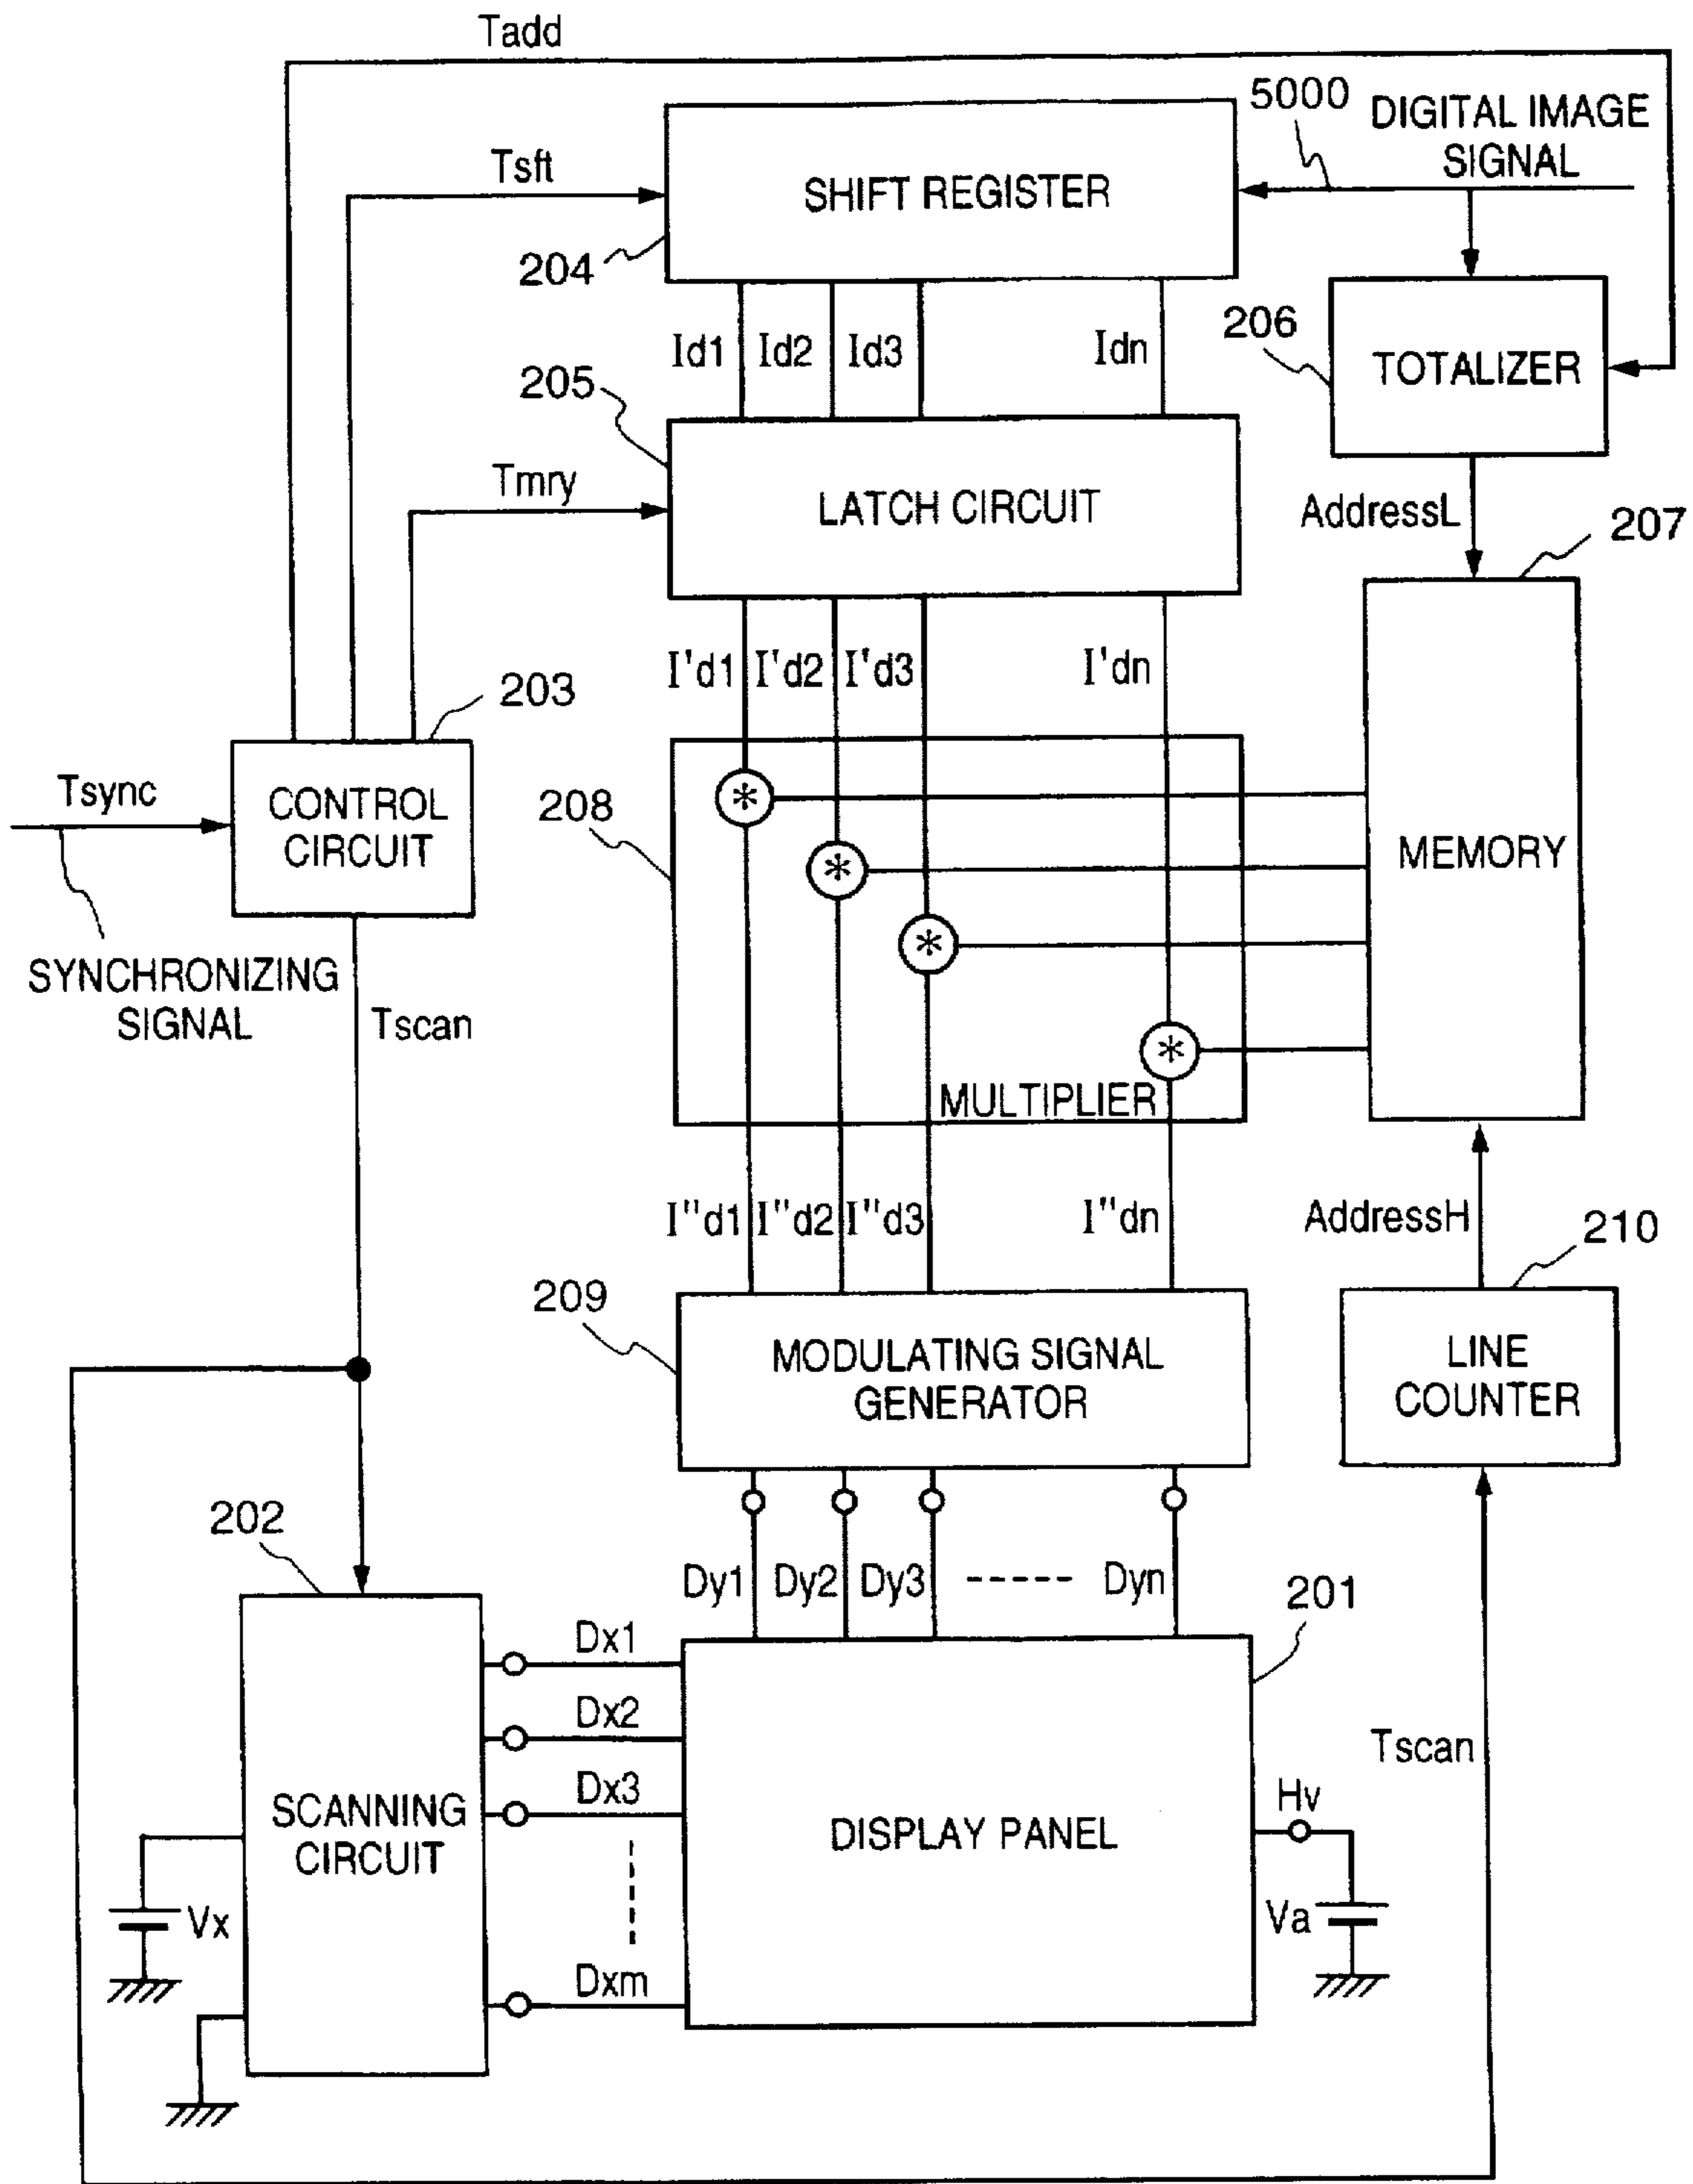 Tadd
5000
DIGITAL IMAGE
SIGNAL
Tsft
SHIFT REGISTER
204
206
TOTALIZER
Id1 Id2 Id3 Idn
205
Tmry
LATCH CIRCUIT
AddressL
207
I'd1 I'd2 I'd3 I'dn
203
Tsync
CONTROL
CIRCUIT
208
*
*
*
*
MEMORY
SYNCHRONIZING
SIGNAL
Tscan
MULTIPLIER
I"d1 I"d2 I"d3 I"dn
AddressH
210
209
MODULATING SIGNAL
GENERATOR
LINE
COUNTER
202
Dy1 Dy2 Dy3 ----- Dyn
201
Dx1
Dx2
Dx3
Dxm
SCANNING
CIRCUIT
DISPLAY PANEL
Tscan
Hv
Vx
Va